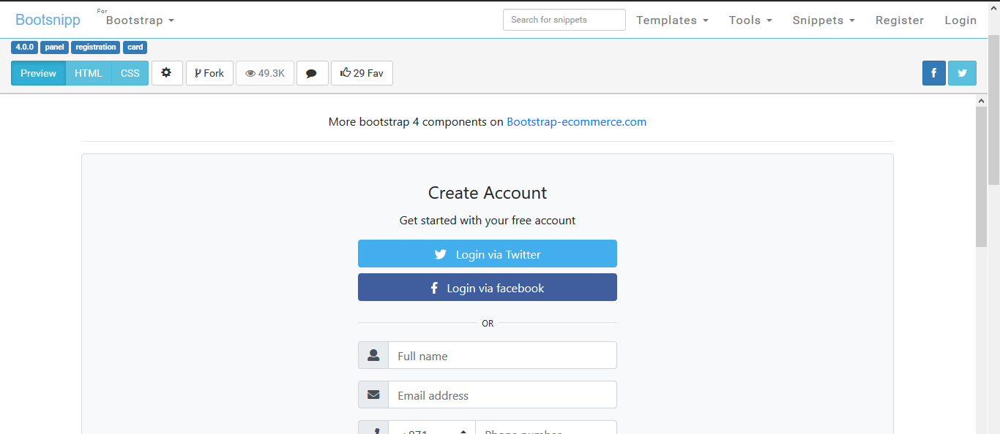 Bootsnipp For Bootstrap Search for snippets Templates Tools Snippets Register Login
4.0.0 panel registration card
Preview HTML CSS Fork 49.3K 29 Fav
More bootstrap 4 components on Bootstrap-ecommerce.com
Create Account
Get started with your free account
Login via Twitter
Login via facebook
OR
Full name
Email address
+971 Phone number